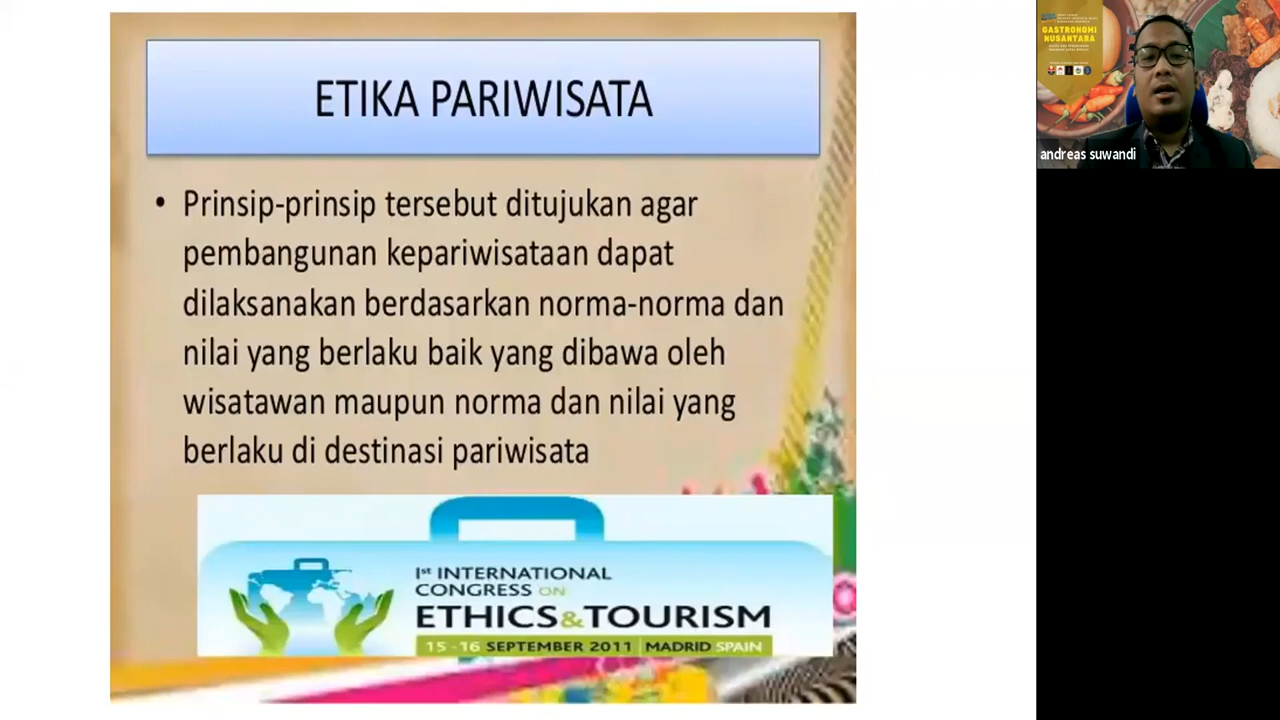 ETIKA PARIWISATA
• Prinsip-prinsip tersebut ditujukan agar
pembangunan kepariwisataan dapat
dilaksanakan berdasarkan norma-norma dan
nilai yang berlaku baik yang dibawa oleh
wisatawan maupun norma dan nilai yang
berlaku di destinasi pariwisata
1st INTERNATIONAL
CONGRESS ON
ETHICS&TOURISM
15-16 SEPTEMBER 2011 MADRID SPAIN
GASTRONOMI
NUSANTARA
andreas suwandi